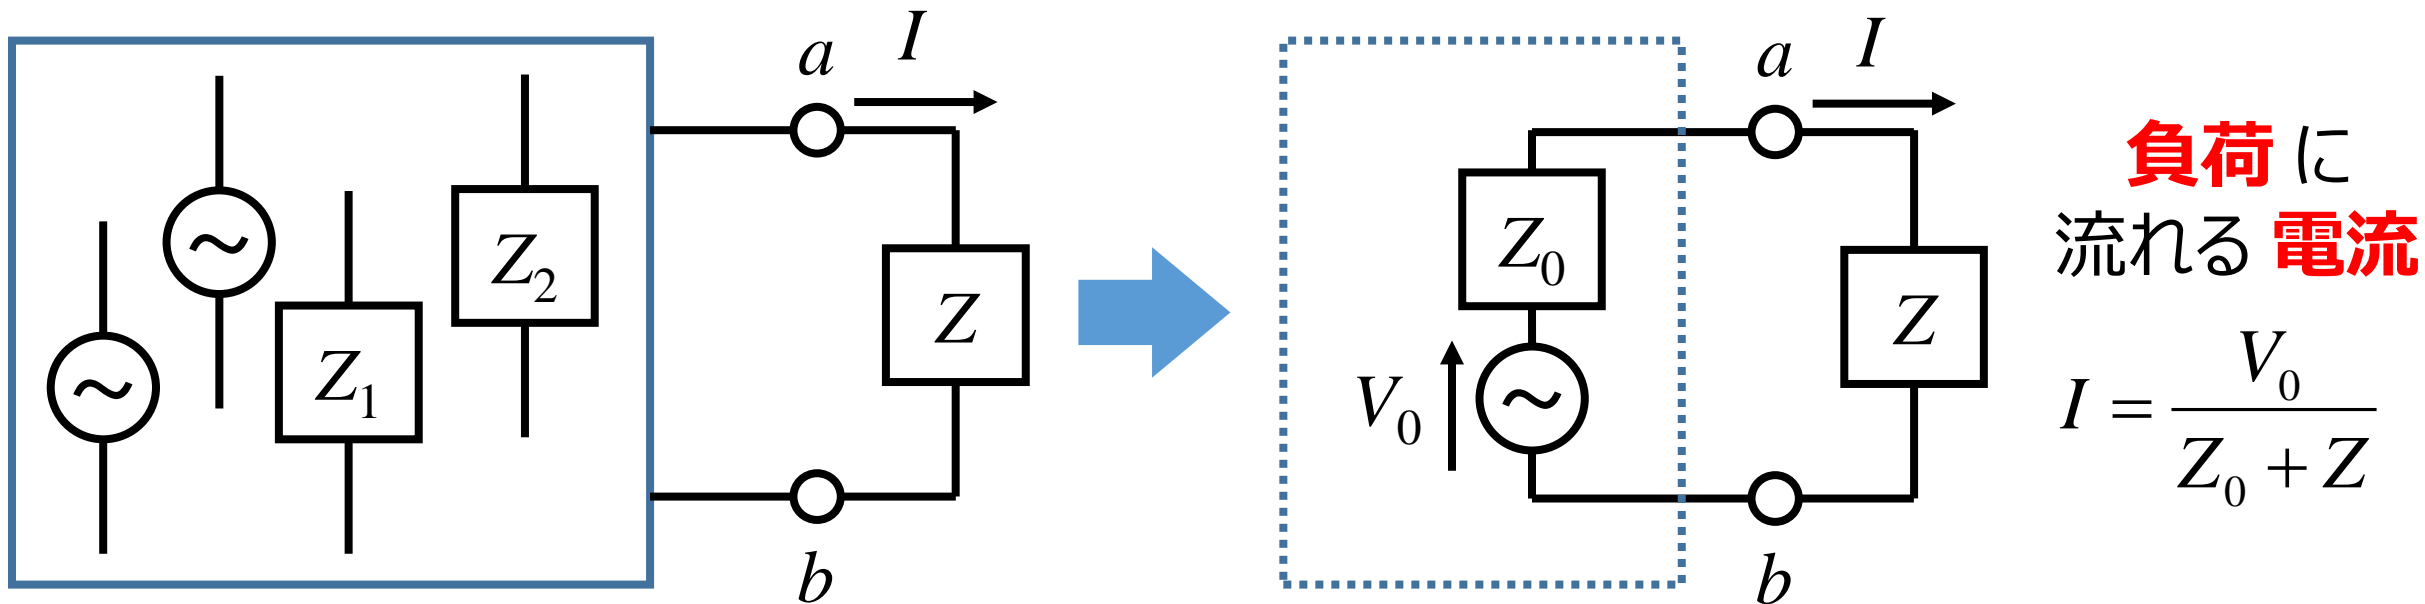 a
I
Z₂
Z₁
Z
b
a
I
Z₀
V₀
Z
b
負荷 に
流れる 電流
I = V₀ / (Z₀ + Z)